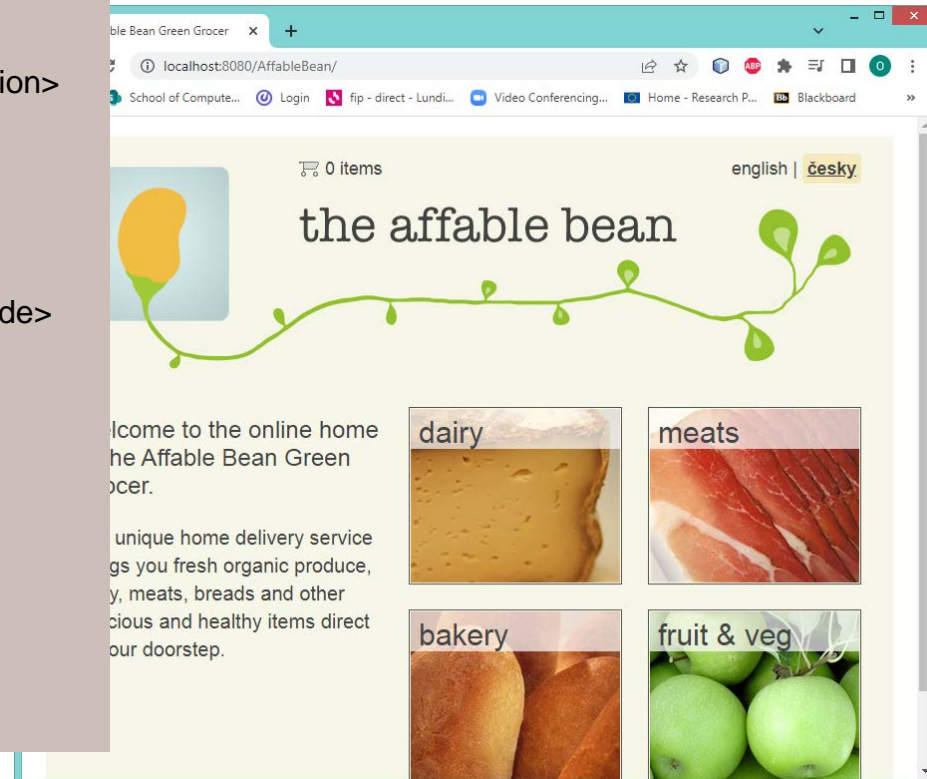 ion>
de>
ble Bean Green Grocer
localhost:8080/AffableBean/
School of Compute...
Login
fip - direct - Lundi...
Video Conferencing...
Home - Research P...
Bb Blackboard
ABP
O
0 items
english | česky
the affable bean
lcome to the online home
he Affable Bean Green
ocer.
unique home delivery service
gs you fresh organic produce,
y, meats, breads and other
cious and healthy items direct
our doorstep.
dairy
meats
bakery
fruit & veg